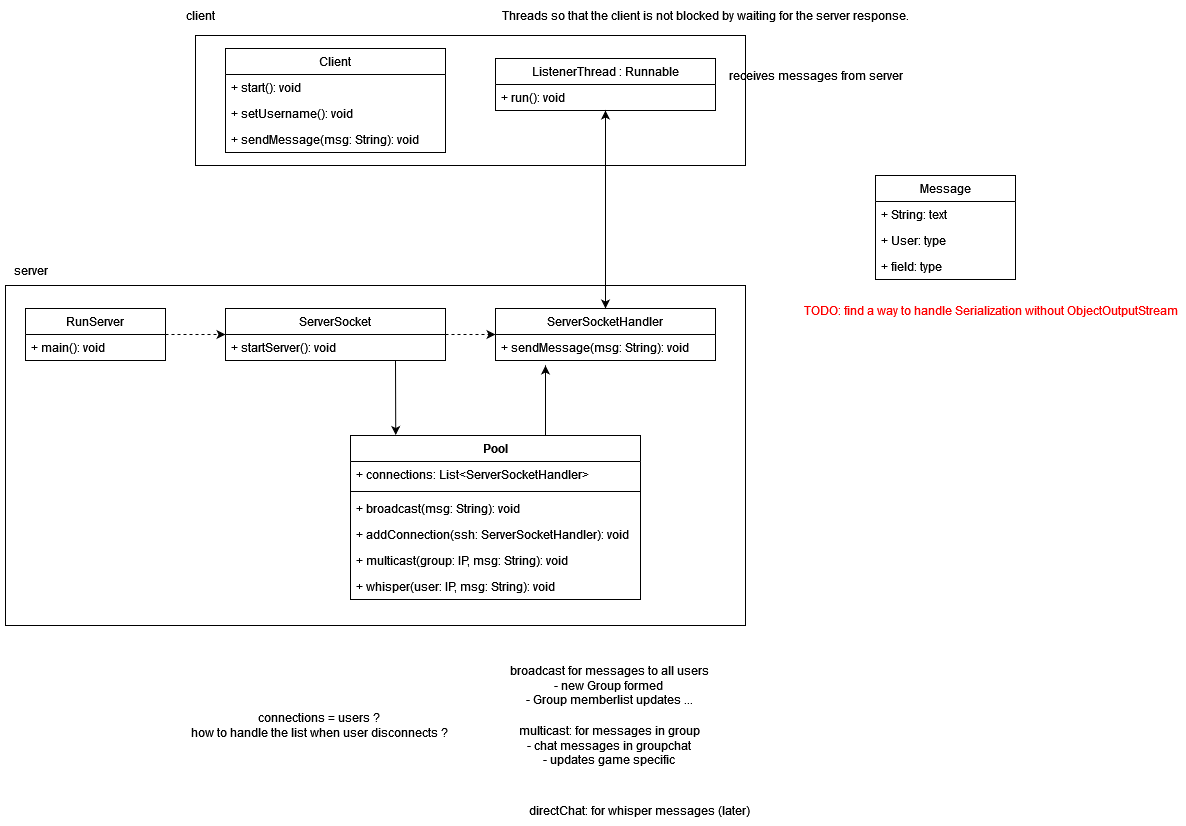 client
Threads so that the client is not blocked by waiting for the server response.
Client
+ start(): void
+ setUsername(): void
+ sendMessage(msg: String): void
ListenerThread : Runnable
+ run(): void
receives messages from server
Message
+ String: text
+ User: type
+ field: type
TODO: find a way to handle Serialization without ObjectOutputStream
server
RunServer
+ main(): void
ServerSocket
+ startServer(): void
ServerSocketHandler
+ sendMessage(msg: String): void
Pool
+ connections: List<ServerSocketHandler>
+ broadcast(msg: String): void
+ addConnection(ssh: ServerSocketHandler): void
+ multicast(group: IP, msg: String): void
+ whisper(user: IP, msg: String): void
connections = users ?
how to handle the list when user disconnects ?
broadcast for messages to all users
- new Group formed
- Group memberlist updates ...
multicast: for messages in group
- chat messages in groupchat
- updates game specific
directChat: for whisper messages (later)